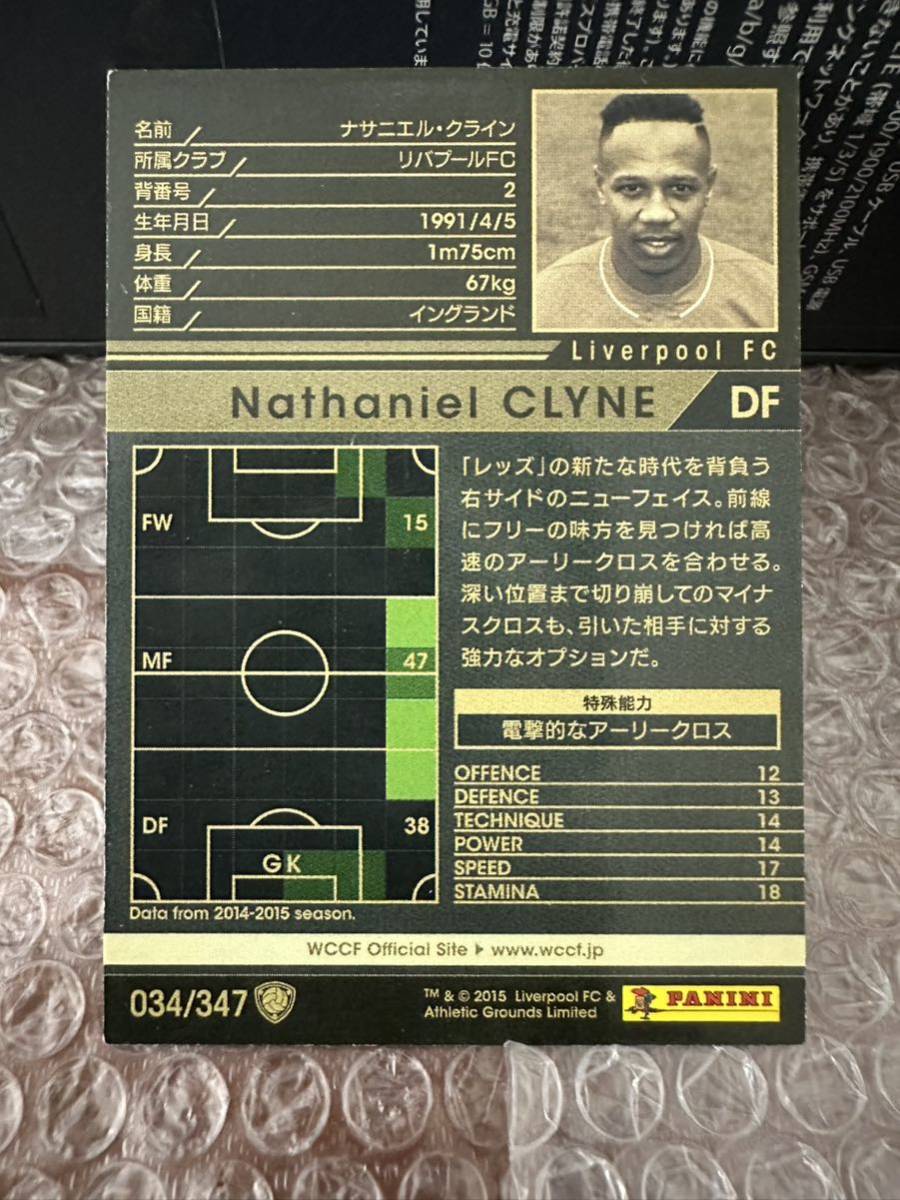 名前 ナサニエル・クライン
所属クラブ リバプールFC
背番号 2
生年月日 1991/4/5
身長 1m75cm
体重 67kg
国籍 イングランド
Liverpool FC
Nathaniel CLYNE DF
FW 15
MF 47
DF 38
GK
Data from 2014-2015 season.
「レッズ」の新たな時代を背負う
右サイドのニューフェイス。前線
にフリーの味方を見つければ高
速のアーリークロスを合わせる。
深い位置まで切り崩してのマイナ
スクロスも、引いた相手に対する
強力なオプションだ。
特殊能力
電撃的なアーリークロス
OFFENCE 12
DEFENCE 13
TECHNIQUE 14
POWER 14
SPEED 17
STAMINA 18
WCCF Official Site ▶ www.wccf.jp
034/347
™ & © 2015 Liverpool FC &
Athletic Grounds Limited
PANINI